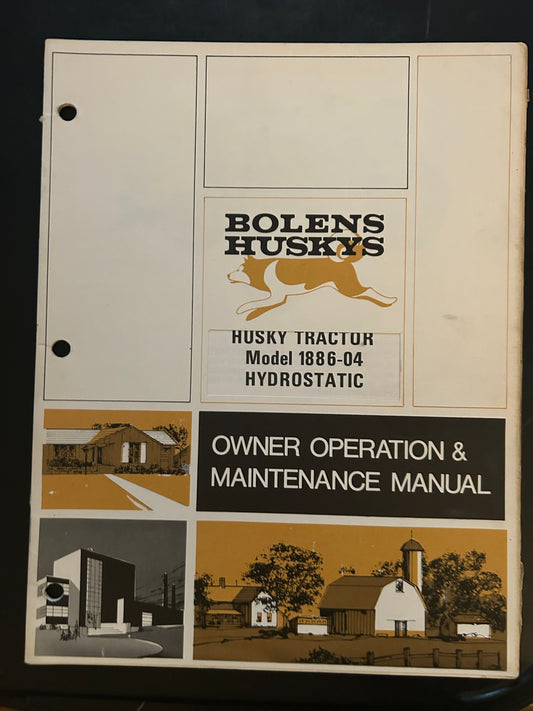 BOLENS
HUSKYS
HUSKY TRACTOR
Model 1886-04
HYDROSTATIC
OWNER OPERATION &
MAINTENANCE MANUAL